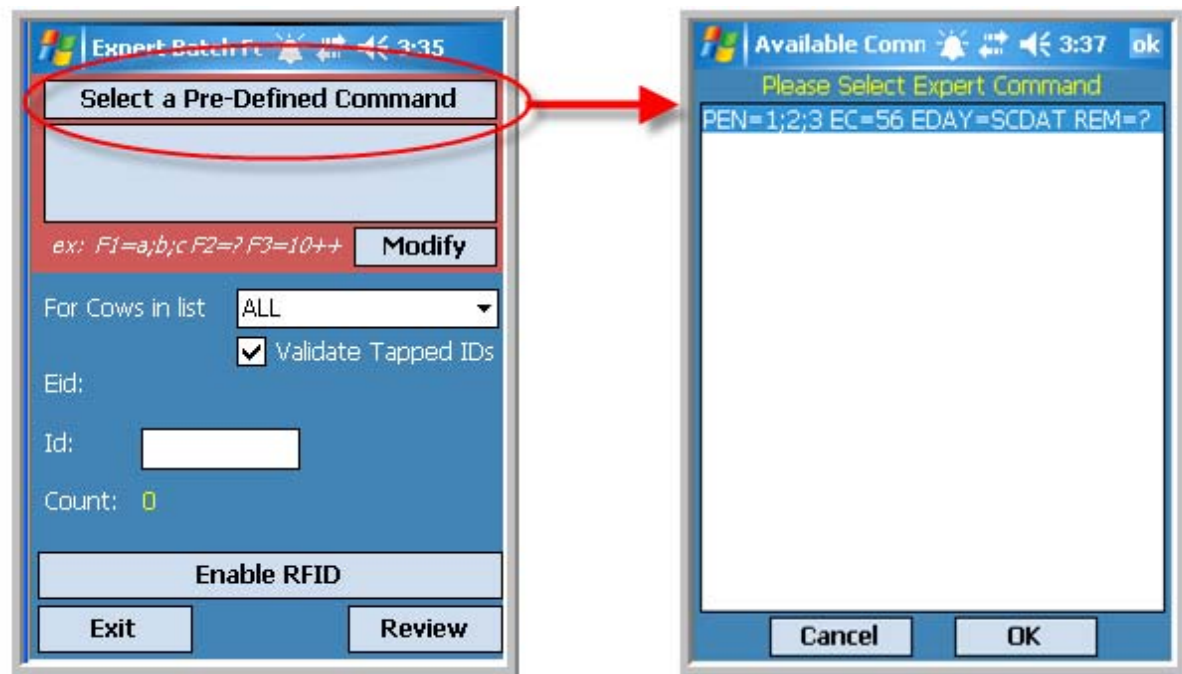 Expert Batch Fc 3:35
Select a Pre-Defined Command
ex: F1=a;b;c F2=? F3=10++
Modify
For Cows in list ALL
Validate Tapped IDs
Eid:
Id:
Count: 0
Enable RFID
Exit Review
Available Comn 3:37 ok
Please Select Expert Command
PEN=1;2;3 EC=56 EDAY=SCDAT REM=?
Cancel OK